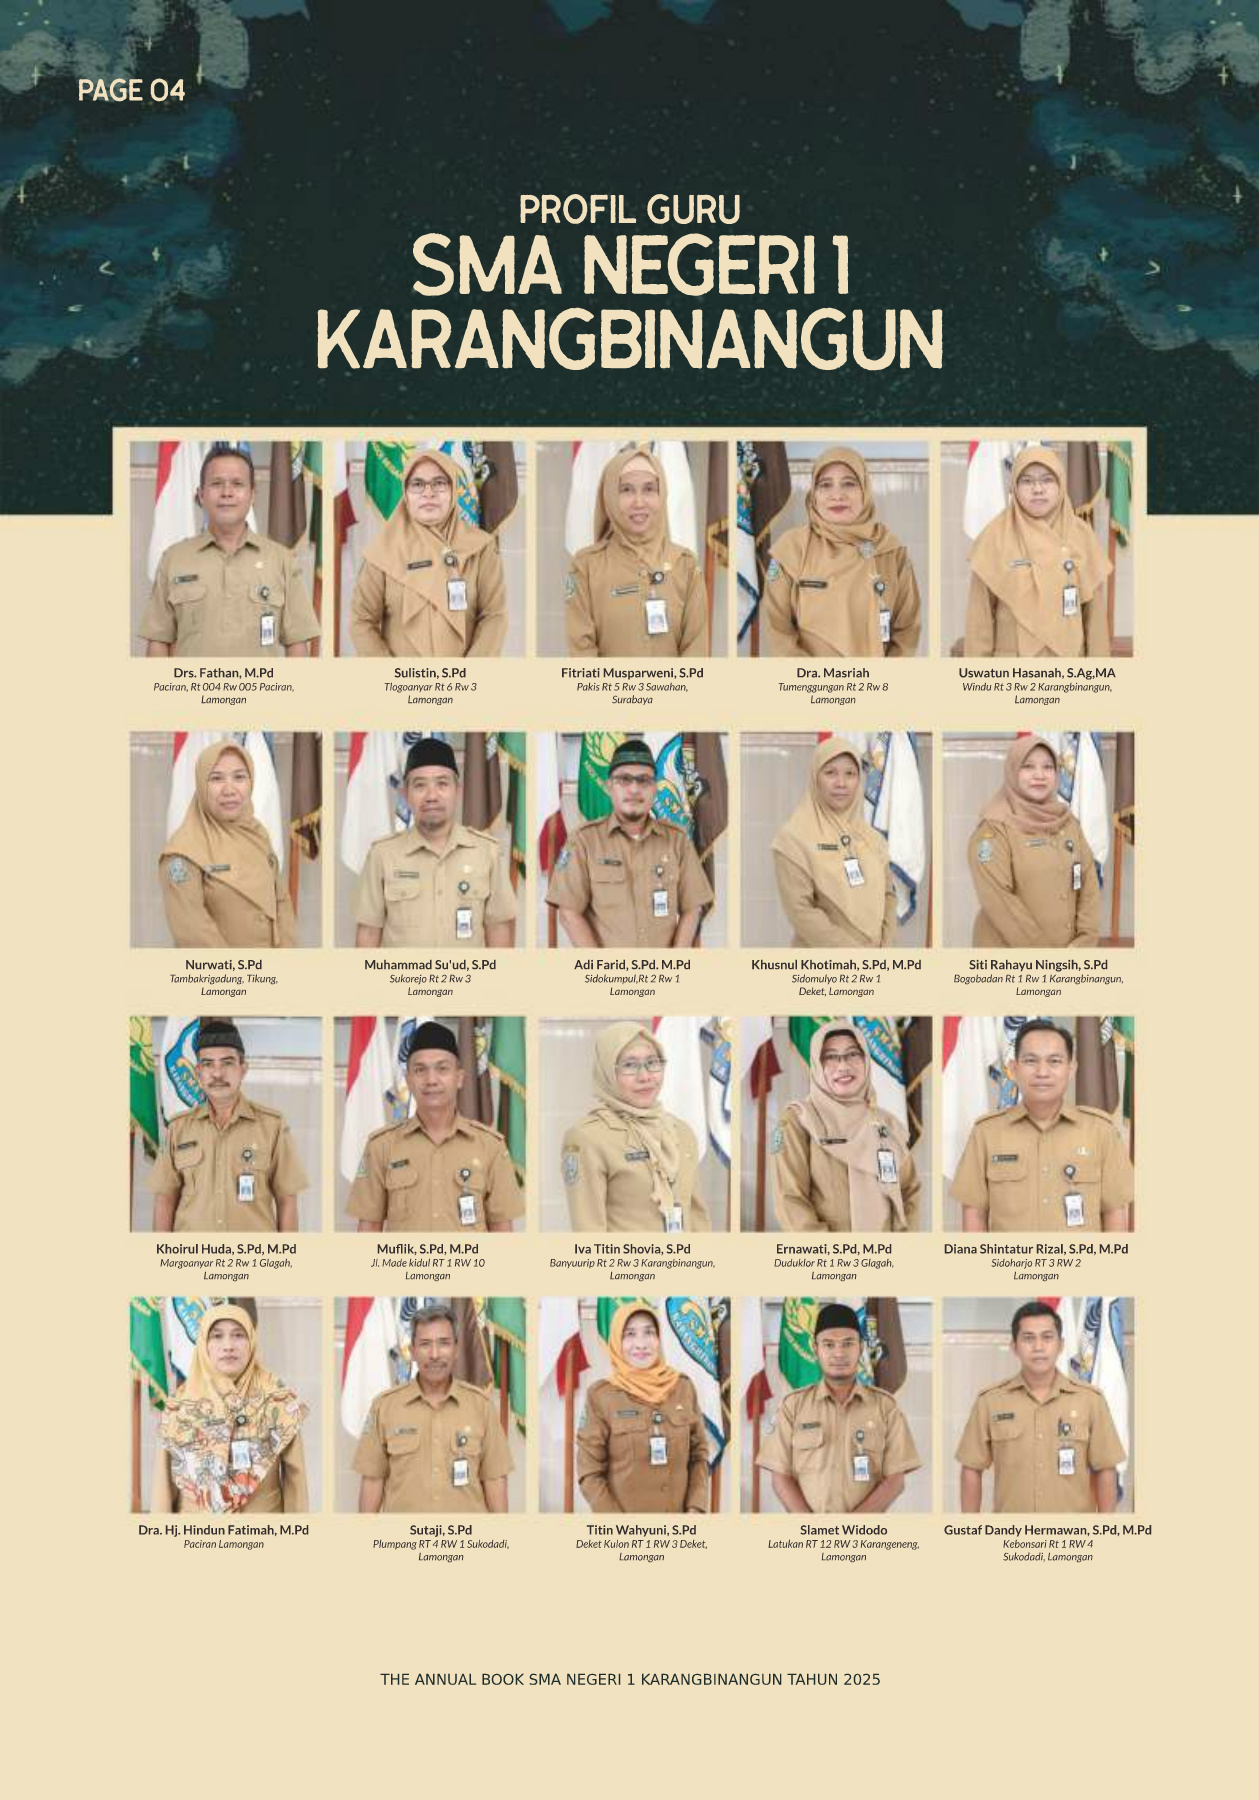 PAGE 04
PROFIL GURU
SMA NEGERI 1
KARANGBINANGUN
Drs. Fathan, M.Pd
Paciran, Rt 004 Rw 005 Paciran,
Lamongan
Sulistin, S.Pd
Tlogoanyar Rt 6 Rw 3
Lamongan
Fitriati Musparweni, S.Pd
Pakis Rt 5 Rw 3 Sawahan,
Surabaya
Dra. Masriah
Tumenggungan Rt 2 Rw 8
Lamongan
Uswatun Hasanah, S.Ag,MA
Windu Rt 3 Rw 2 Karangbinangun,
Lamongan
Nurwati, S.Pd
Tambakrigadung, Tikung,
Lamongan
Muhammad Su'ud, S.Pd
Sukorejo Rt 2 Rw 3
Lamongan
Adi Farid, S.Pd. M.Pd
Sidokumpul,Rt 2 Rw 1
Lamongan
Khusnul Khotimah, S.Pd, M.Pd
Sidomulyo Rt 2 Rw 1
Deket, Lamongan
Siti Rahayu Ningsih, S.Pd
Bogobadan Rt 1 Rw 1 Karangbinangun,
Lamongan
Khoirul Huda, S.Pd, M.Pd
Margoanyar Rt 2 Rw 1 Glagah,
Lamongan
Muflik, S.Pd, M.Pd
Jl. Made kidul RT 1 RW 10
Lamongan
Iva Titin Shovia, S.Pd
Banyuurip Rt 2 Rw 3 Karangbinangun,
Lamongan
Ernawati, S.Pd, M.Pd
Duduklor Rt 1 Rw 3 Glagah,
Lamongan
Diana Shintatur Rizal, S.Pd, M.Pd
Sidoharjo RT 3 RW 2
Lamongan
Dra. Hj. Hindun Fatimah, M.Pd
Paciran Lamongan
Sutaji, S.Pd
Plumpang RT 4 RW 1 Sukodadi,
Lamongan
Titin Wahyuni, S.Pd
Deket Kulon RT 1 RW 3 Deket,
Lamongan
Slamet Widodo
Latukan RT 12 RW 3 Karangeneng,
Lamongan
Gustaf Dandy Hermawan, S.Pd, M.Pd
Kebonsari Rt 1 RW 4
Sukodadi, Lamongan
THE ANNUAL BOOK SMA NEGERI 1 KARANGBINANGUN TAHUN 2025